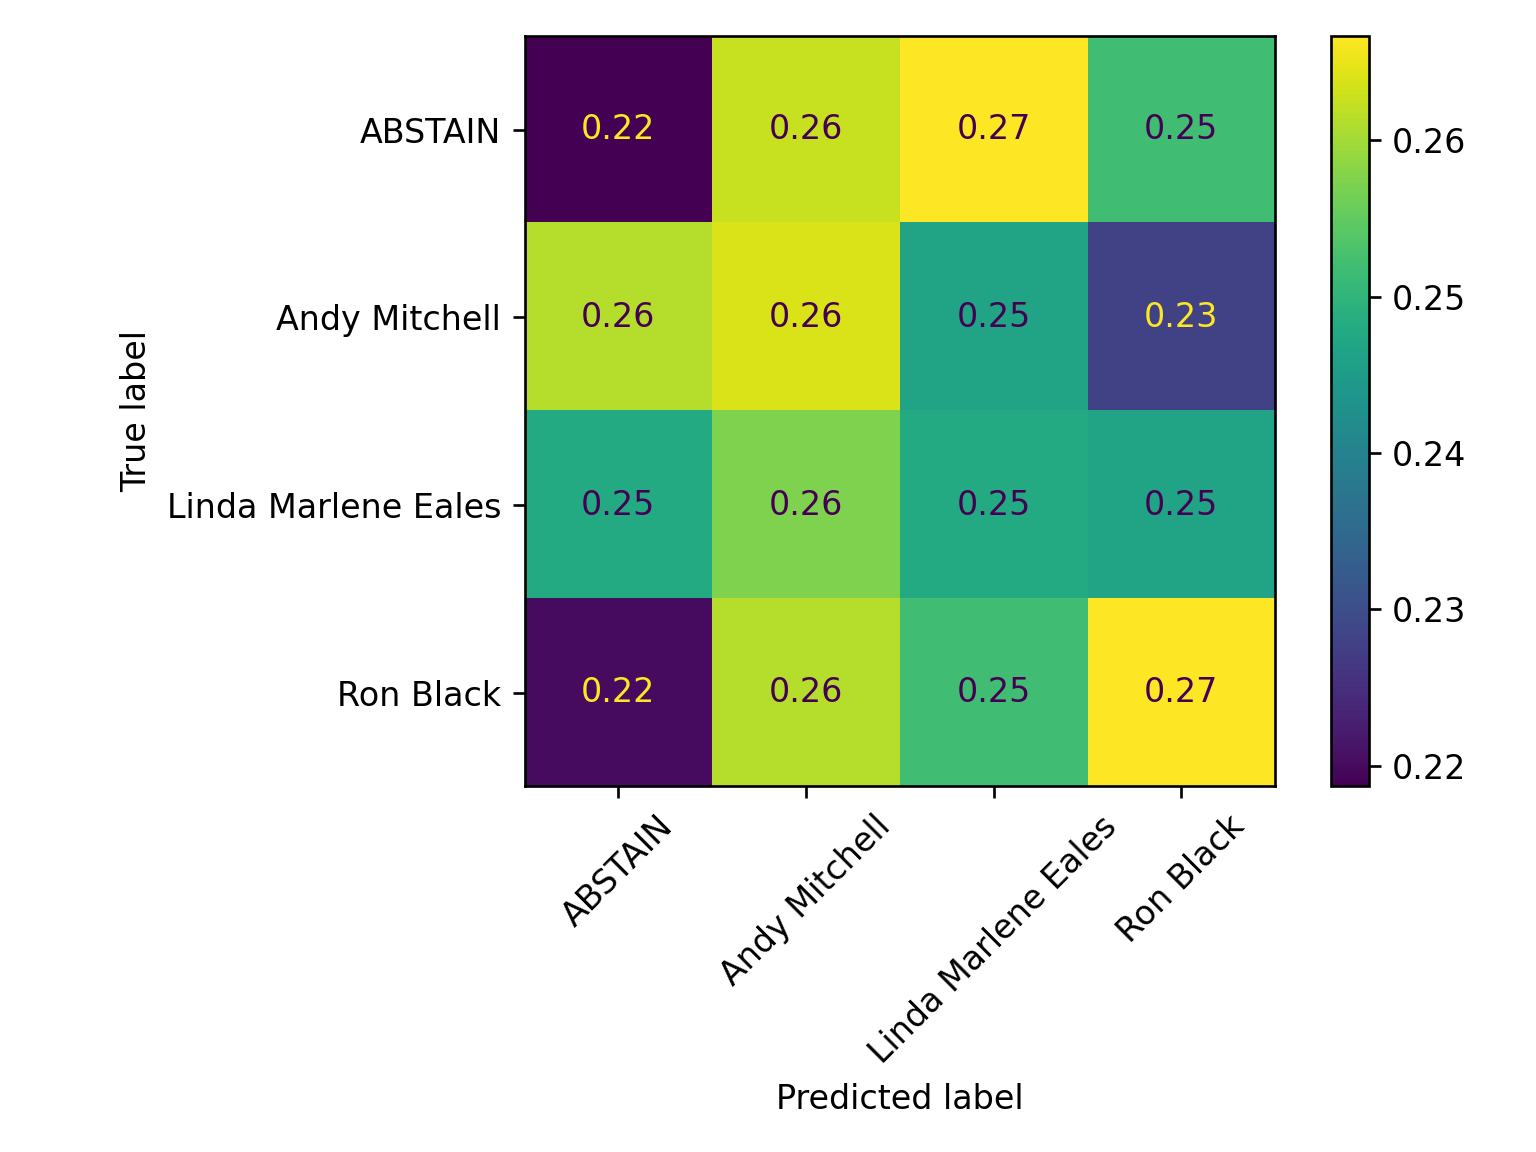 ABSTAIN 0.22 0.26 0.27 0.25
Andy Mitchell 0.26 0.26 0.25 0.23
Linda Marlene Eales 0.25 0.26 0.25 0.25
Ron Black 0.22 0.26 0.25 0.27
True label
ABSTAIN
Andy Mitchell
Linda Marlene Eales
Ron Black
Predicted label
0.26
0.25
0.24
0.23
0.22